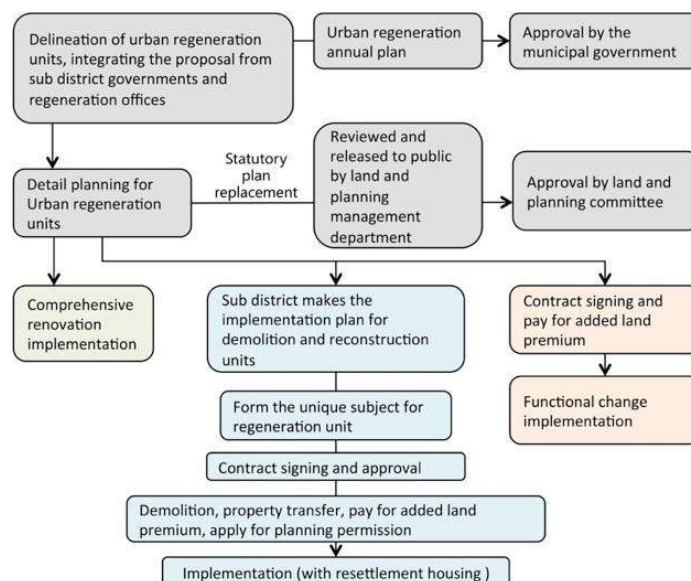 Delineation of urban regeneration
units, integrating the proposal from
sub district governments and
regeneration offices
Urban regeneration
annual plan
Approval by the
municipal government
Detail planning for
Urban regeneration
units
Statutory
plan
replacement
Reviewed and
released to public
by land and
planning
management
department
Approval by land and
planning committee
Comprehensive
renovation
implementation
Sub district makes the
implementation plan for
demolition and reconstruction
units
Contract signing and
pay for added land
premium
Form the unique subject for
regeneration unit
Functional change
implementation
Contract signing and approval
Demolition, property transfer, pay for added land
premium, apply for planning permission
Implementation (with resettlement housing )